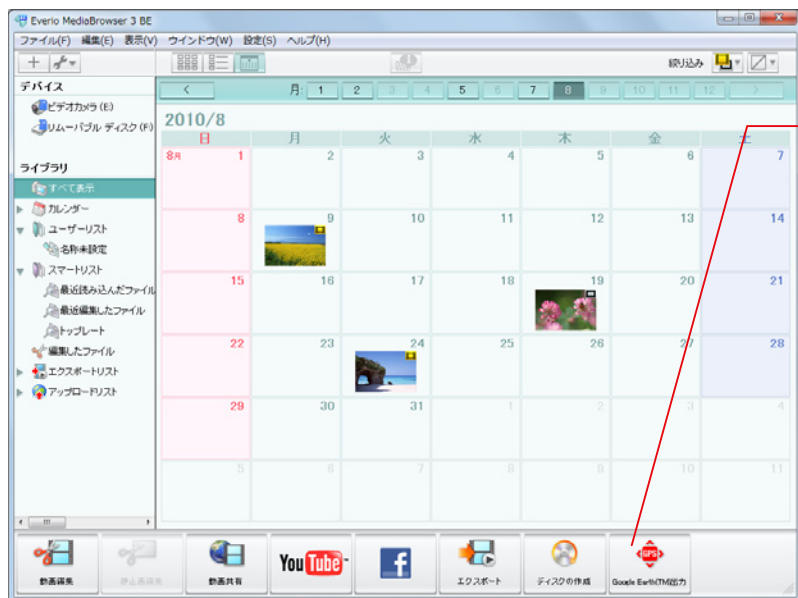 Everio MediaBrowser 3 BE
ファイル(F) 編集(E) 表示(V) ウインドウ(W) 設定(S) ヘルプ(H)
絞り込み
デバイス
ビデオカメラ (E)
リムーバブル ディスク (F)
ライブラリ
すべて表示
カレンダー
ユーザーリスト
名称未設定
スマートリスト
最近読み込んだファイル
最近編集したファイル
トップレート
編集したファイル
エクスポートリスト
アップロードリスト
< 月: 1 2 3 4 5 6 7 8 9 10 11 12 >
2010/8
日 月 火 水 木 金 土
8月 1 2 3 4 5 6 7
8 9 10 11 12 13 14
15 16 17 18 19 20 21
22 23 24 25 26 27 28
29 30 31 1 2 3 4
5 6 7 8 9 10 11
動画編集
静止画編集
動画共有
YouTube
f
エクスポート
ディスクの作成
GPS
Google Earth(TM)出力